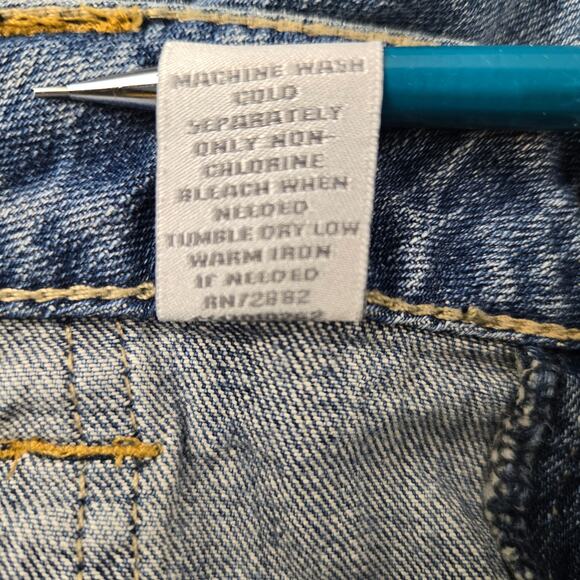 MACHINE WASH
COLD
SEPARATELY
ONLY NON-
CHLORINE
BLEACH WHEN
NEEDED
TUMBLE DRY LOW
WARM IRON
IF NEEDED
RN72882